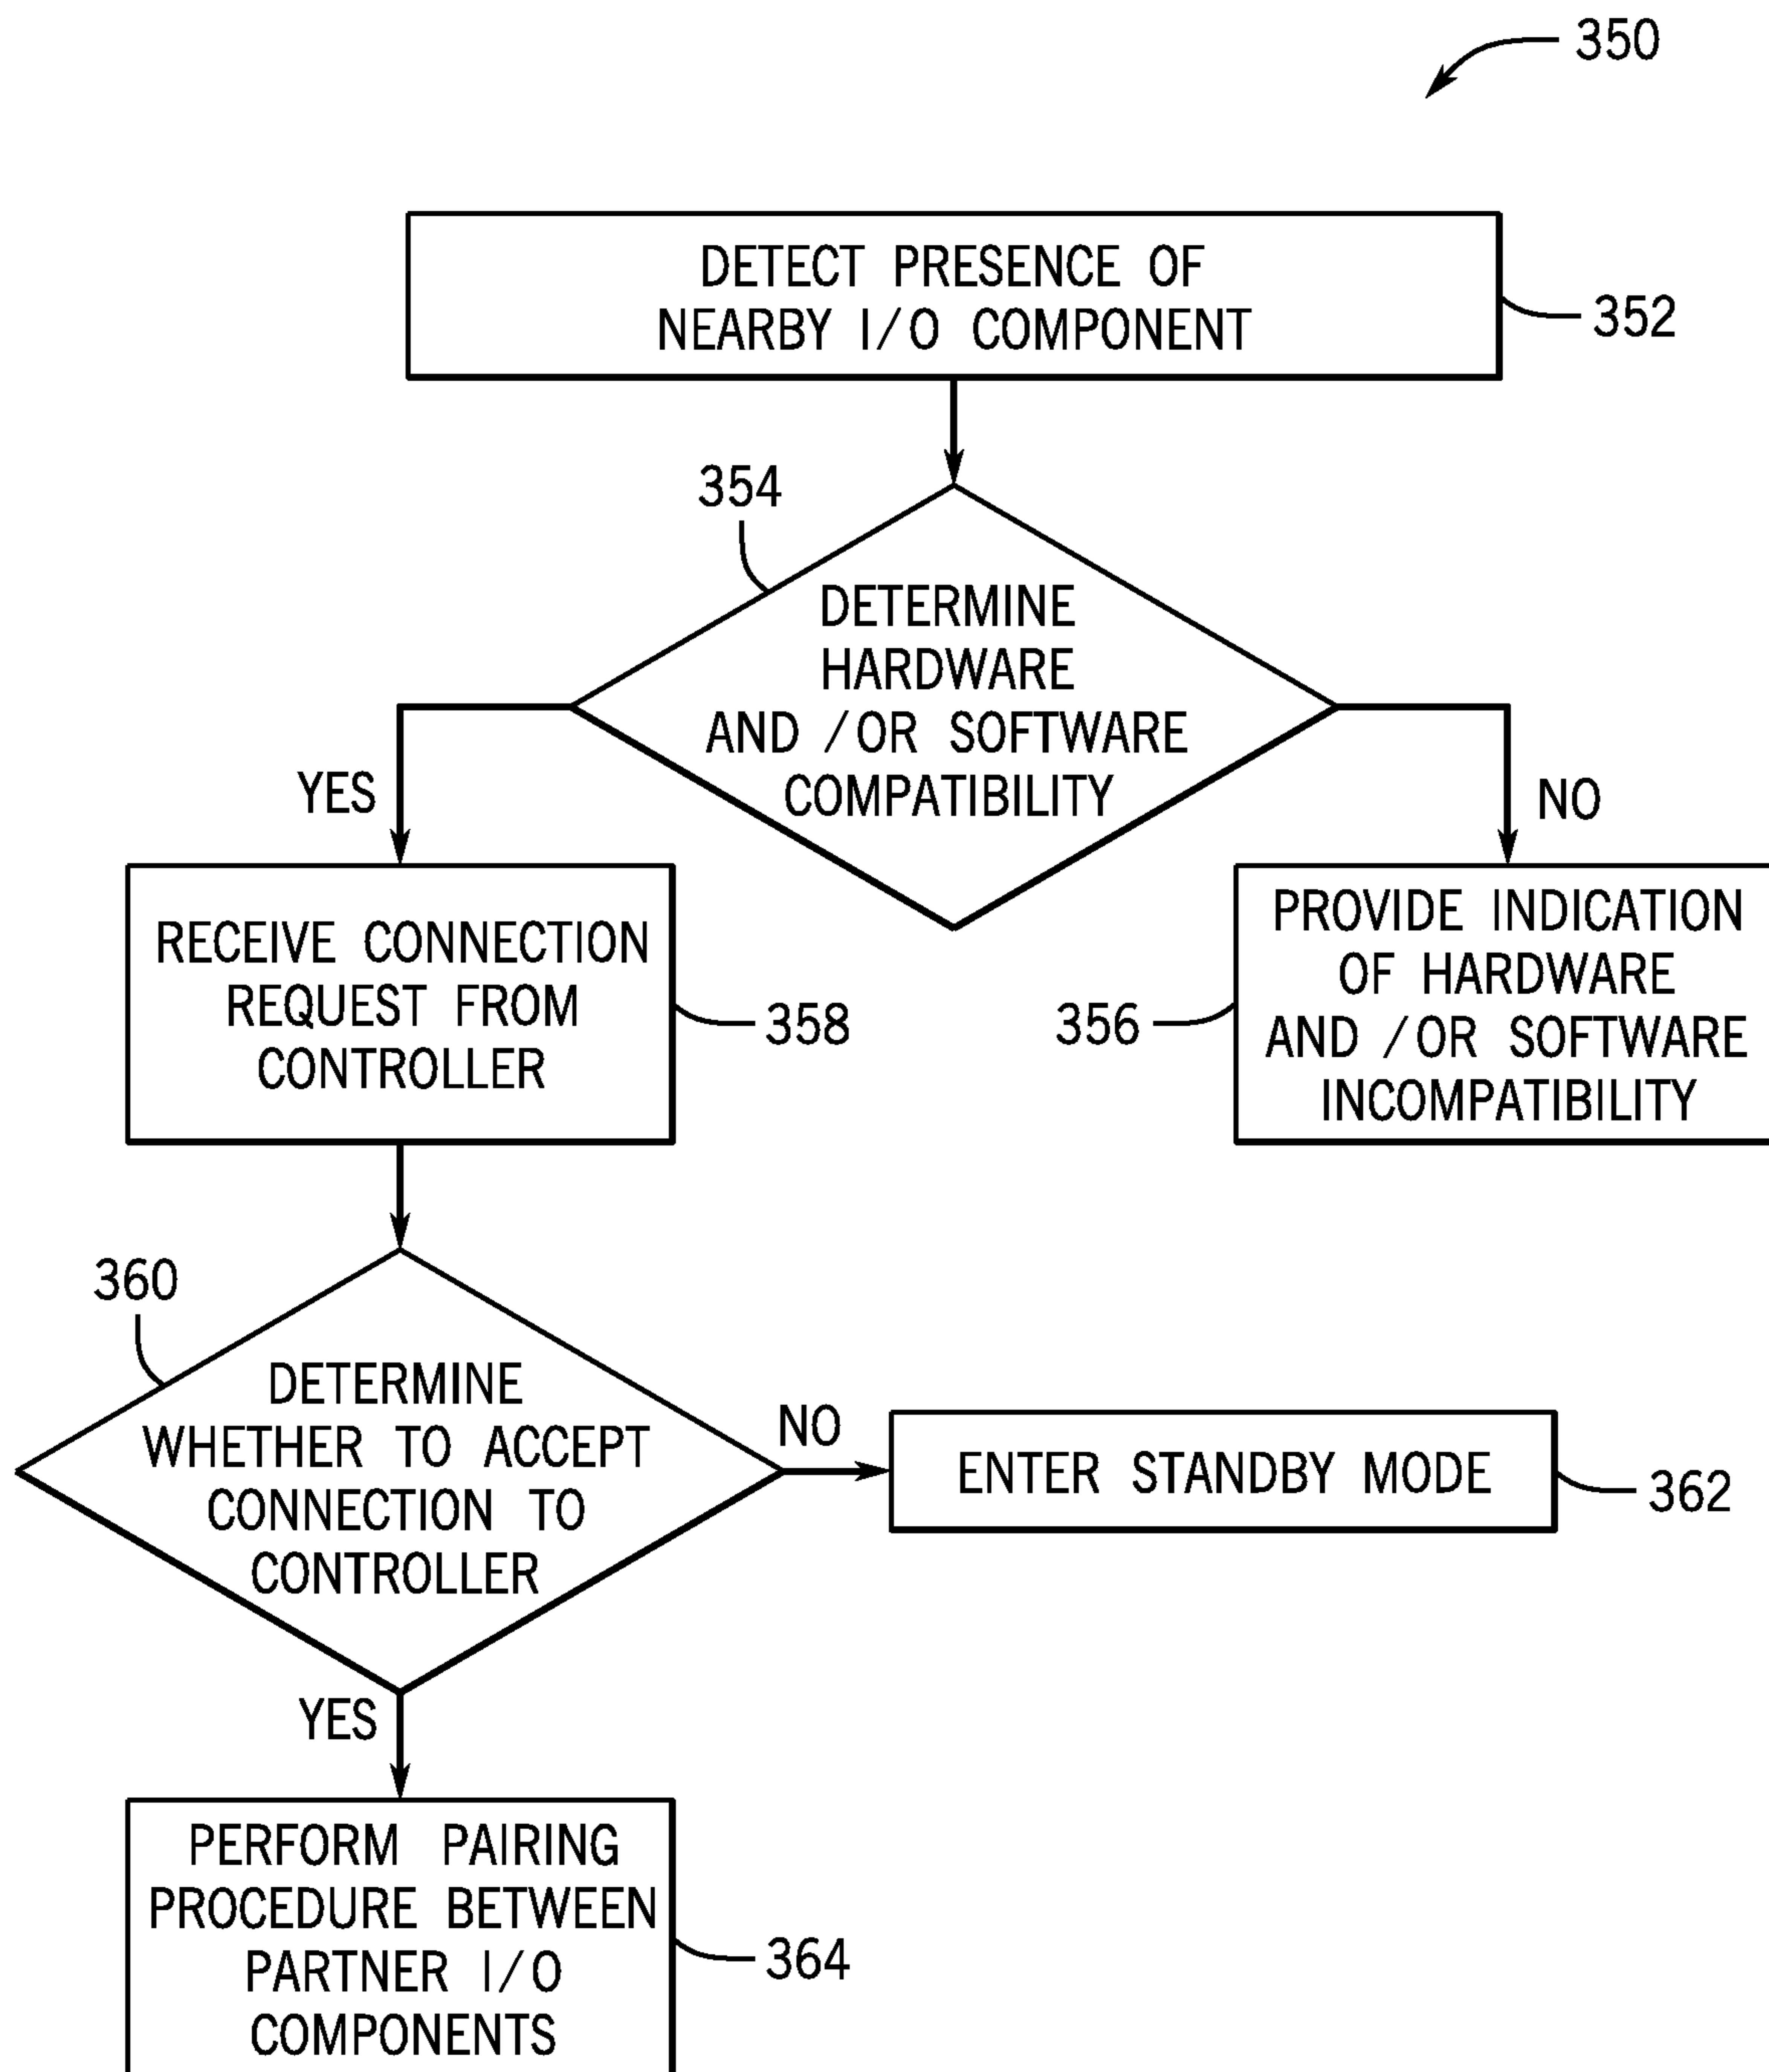 350
DETECT PRESENCE OF
NEARBY I/O COMPONENT
352
354
DETERMINE
HARDWARE
AND /OR SOFTWARE
COMPATIBILITY
YES
NO
RECEIVE CONNECTION
REQUEST FROM
CONTROLLER
358
356
PROVIDE INDICATION
OF HARDWARE
AND /OR SOFTWARE
INCOMPATIBILITY
360
DETERMINE
WHETHER TO ACCEPT
CONNECTION TO
CONTROLLER
NO
ENTER STANDBY MODE
362
YES
PERFORM PAIRING
PROCEDURE BETWEEN
PARTNER I/O
COMPONENTS
364